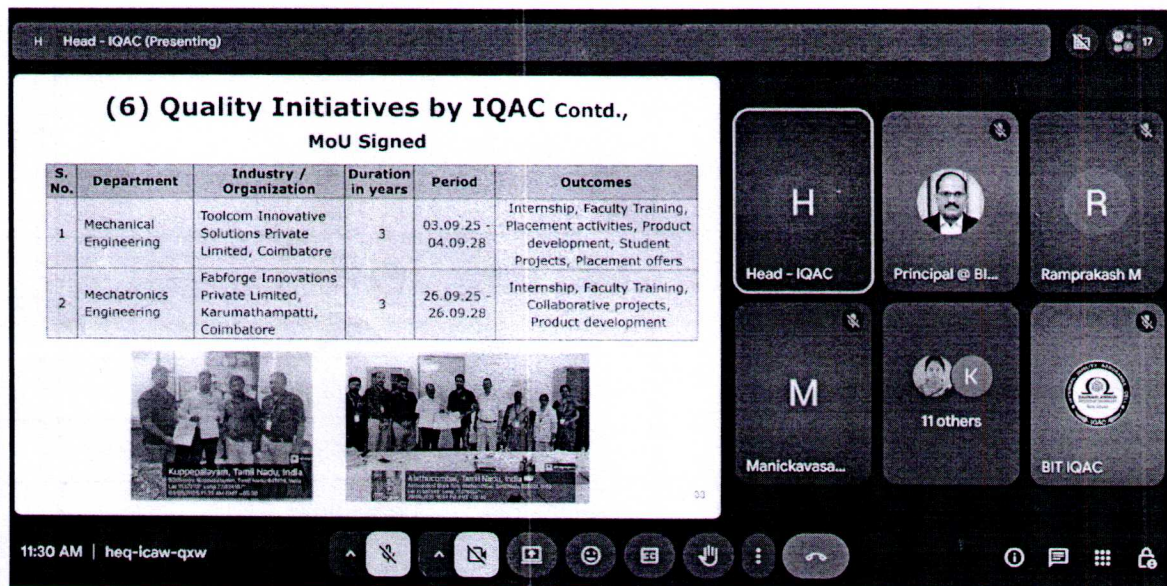 H Head - IQAC (Presenting)
17
(6) Quality Initiatives by IQAC Contd.,
MoU Signed
S. No. Department Industry / Organization Duration in years Period Outcomes
1 Mechanical Engineering Toolcom Innovative Solutions Private Limited, Coimbatore 3 03.09.25 - 04.09.28 Internship, Faculty Training, Placement activities, Product development, Student Projects, Placement offers
2 Mechatronics Engineering Fabforge Innovations Private Limited, Karumathampatti, Coimbatore 3 26.09.25 - 26.09.28 Internship, Faculty Training, Collaborative projects, Product development
Kuppepalayam, Tamil Nadu, India
Alathucombai, Tamil Nadu, India
33
H
Head - IQAC
Principal @ BI...
R
Ramprakash M
M
Manickavasa...
K
11 others
IQAC
BIT IQAC
11:30 AM | heq-icaw-qxw